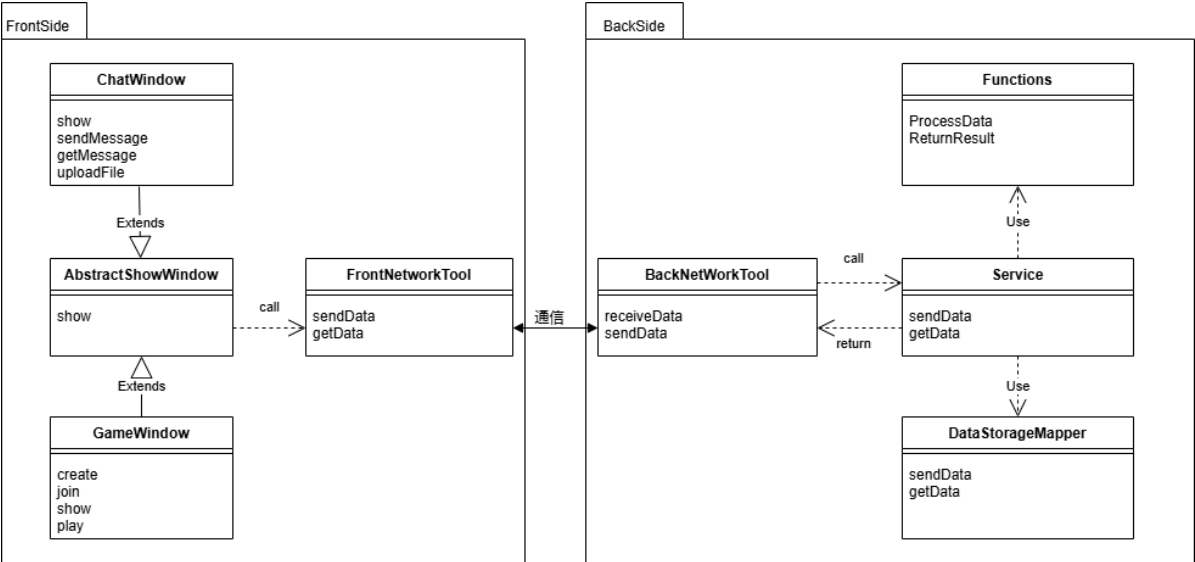 FrontSide
ChatWindow
show
sendMessage
getMessage
uploadFile
Extends
AbstractShowWindow
show
call
FrontNetworkTool
sendData
getData
Extends
GameWindow
create
join
show
play
通信
BackSide
BackNetWorkTool
receiveData
sendData
call
return
Functions
ProcessData
ReturnResult
Use
Service
sendData
getData
Use
DataStorageMapper
sendData
getData